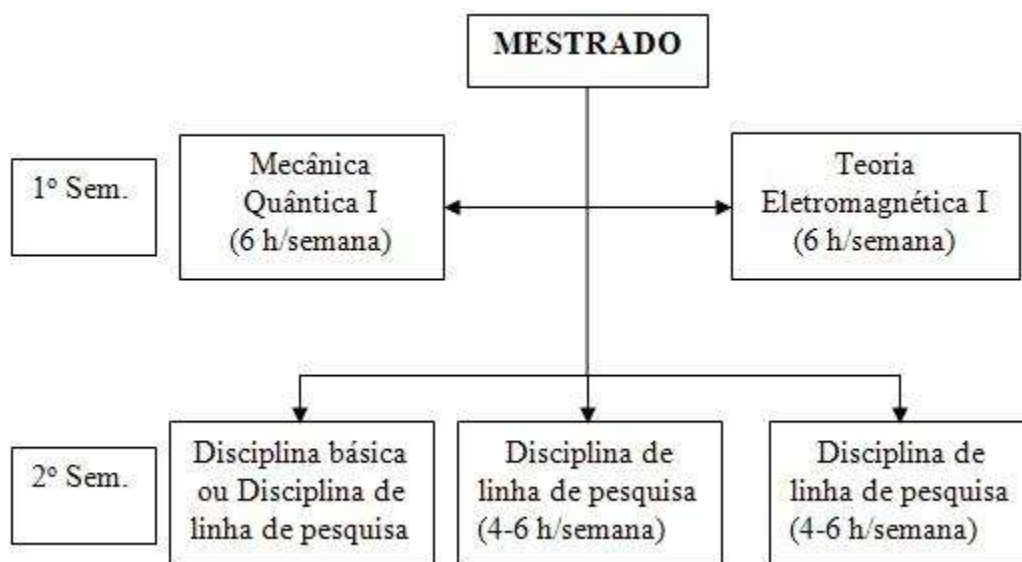 MESTRADO
1º Sem.
Mecânica
Quântica I
(6 h/semana)
Teoria
Eletromagnética I
(6 h/semana)
2º Sem.
Disciplina básica
ou Disciplina de
linha de pesquisa
Disciplina de
linha de pesquisa
(4-6 h/semana)
Disciplina de
linha de pesquisa
(4-6 h/semana)